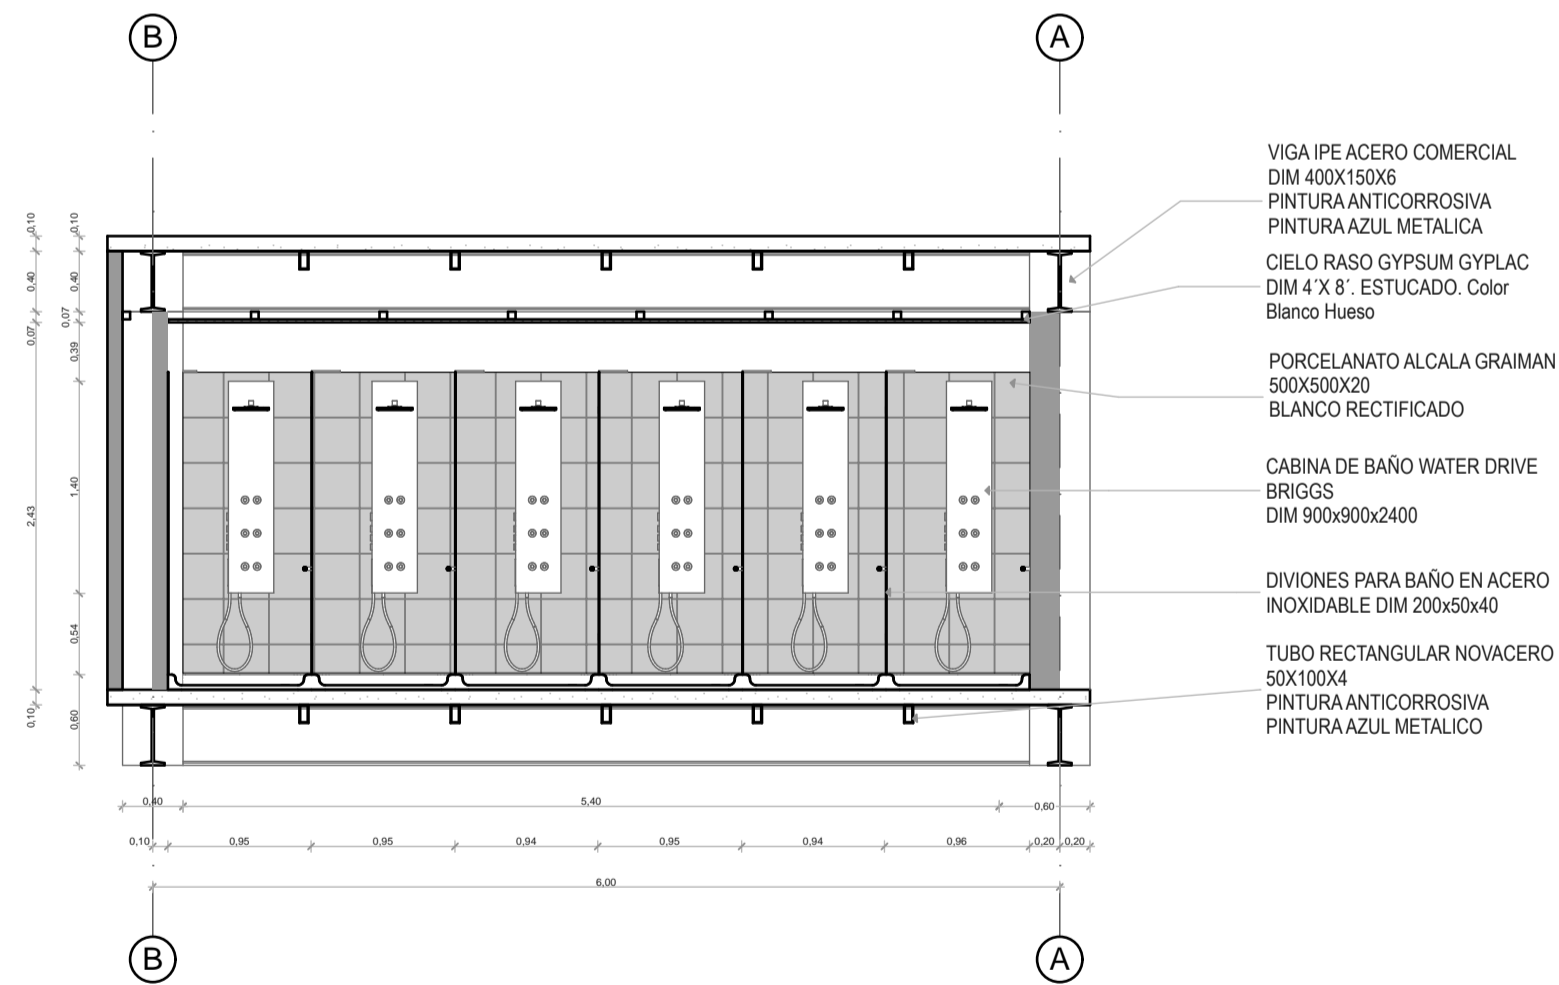 B
A
VIGA IPE ACERO COMERCIAL
DIM 400X150X6
PINTURA ANTICORROSIVA
PINTURA AZUL METALICA
CIELO RASO GYPSUM GYPLAC
DIM 4´X 8´. ESTUCADO. Color
Blanco Hueso
PORCELANATO ALCALA GRAIMAN
500X500X20
BLANCO RECTIFICADO
CABINA DE BAÑO WATER DRIVE
BRIGGS
DIM 900x900x2400
DIVIONES PARA BAÑO EN ACERO
INOXIDABLE DIM 200x50x40
TUBO RECTANGULAR NOVACERO
50X100X4
PINTURA ANTICORROSIVA
PINTURA AZUL METALICO
0,10
0,40
0,07
2,43
0,10
0,10
0,40
0,07
0,39
1,40
0,54
0,60
0,40
5,40
0,60
0,10
0,95
0,95
0,94
0,95
0,94
0,96
0,20
0,20
6,00
B
A